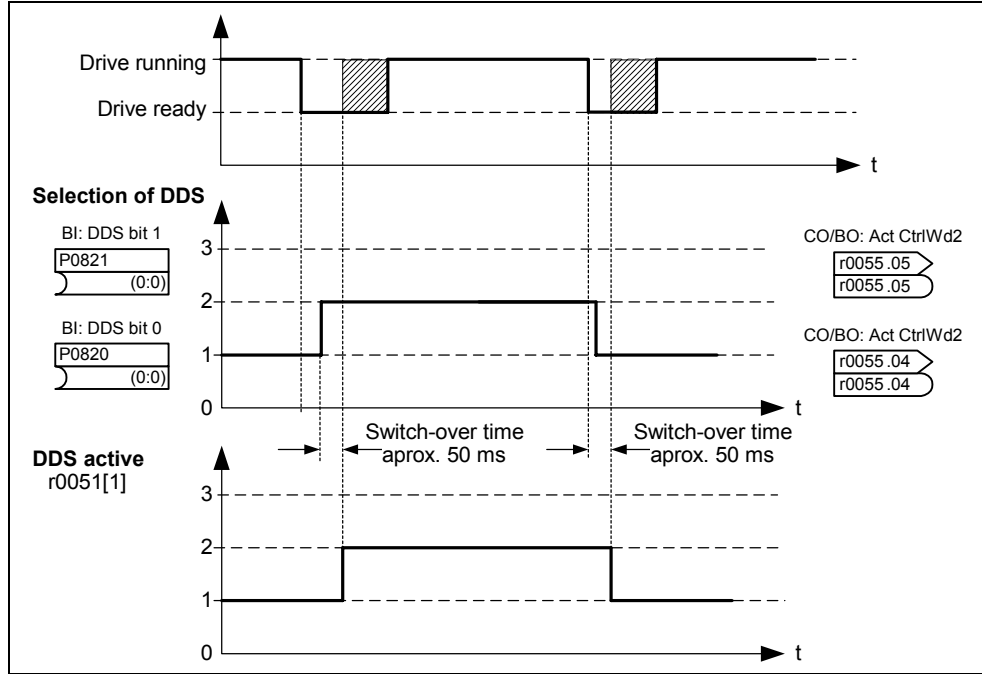 Drive running
Drive ready
t
Selection of DDS
BI: DDS bit 1
P0821
(0:0)
BI: DDS bit 0
P0820
(0:0)
3
2
1
0
t
CO/BO: Act CtrlWd2
r0055.05
r0055.05
CO/BO: Act CtrlWd2
r0055.04
r0055.04
Switch-over time
aprox. 50 ms
Switch-over time
aprox. 50 ms
DDS active
r0051[1]
3
2
1
0
t